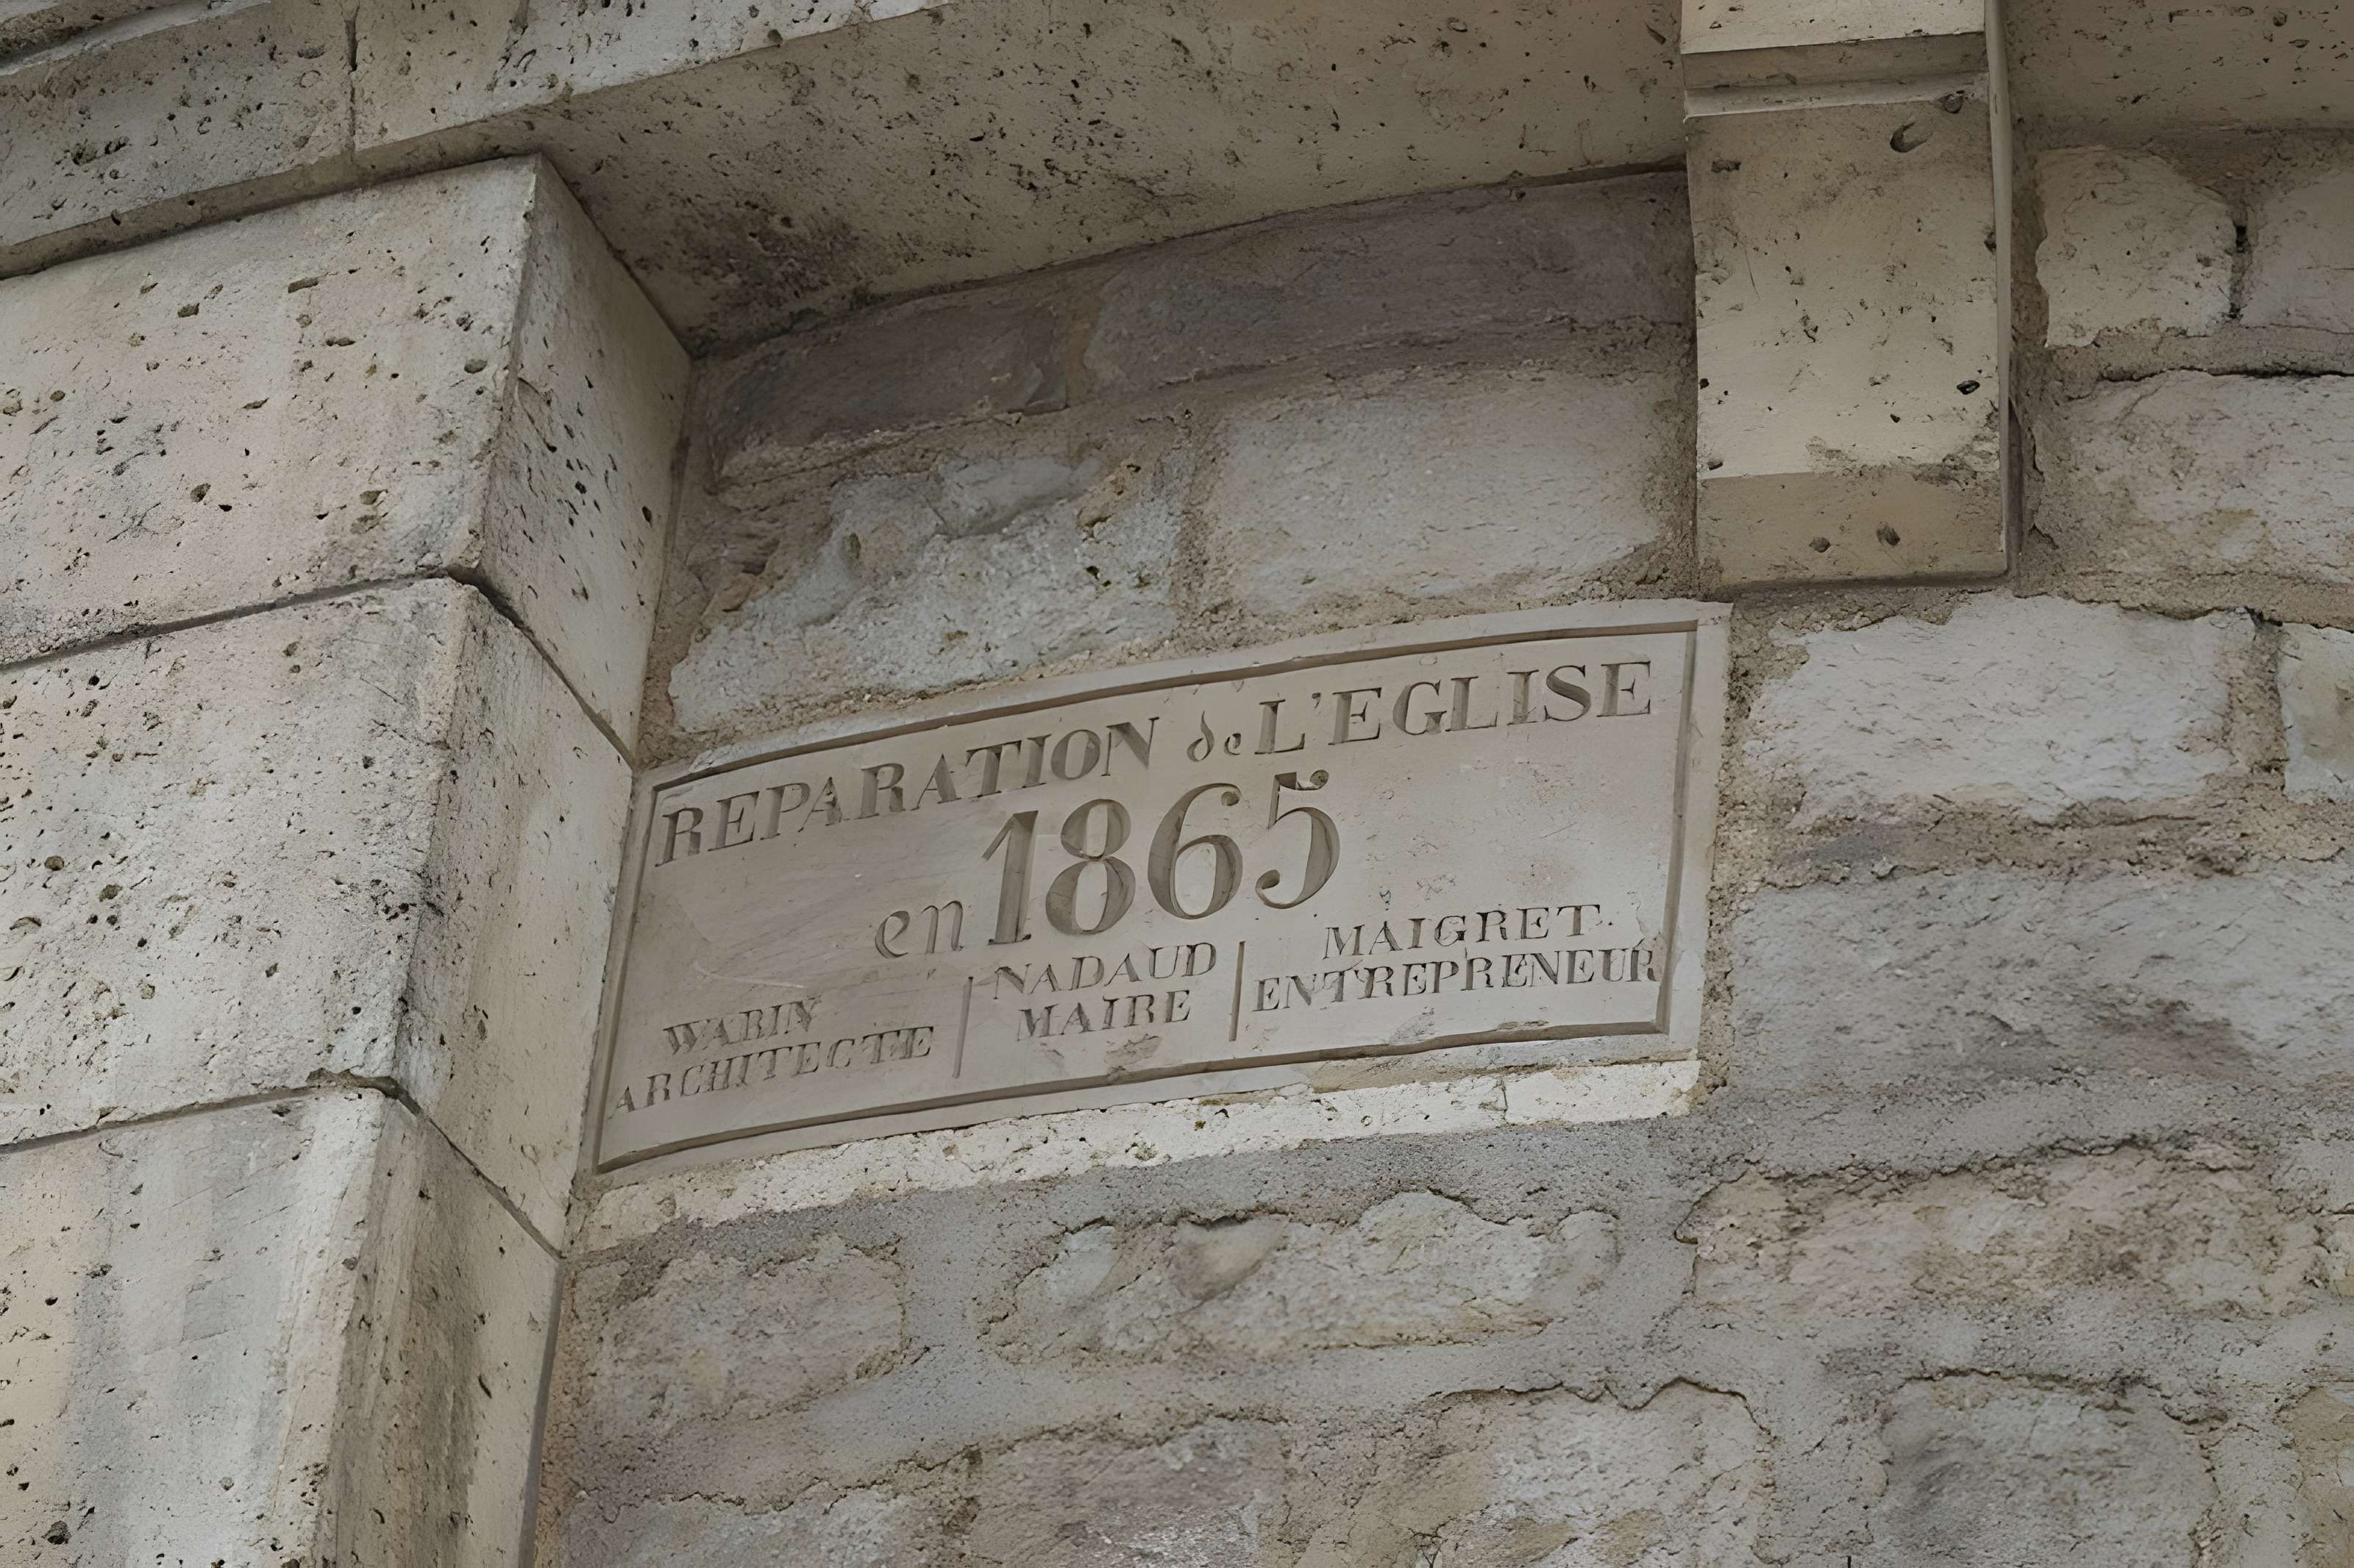 REPARATION de L'EGLISE
en 1865
WARIN
ARCHITECTE
NADAUD
MAIRE
MAIGRET.
ENTREPRENEUR